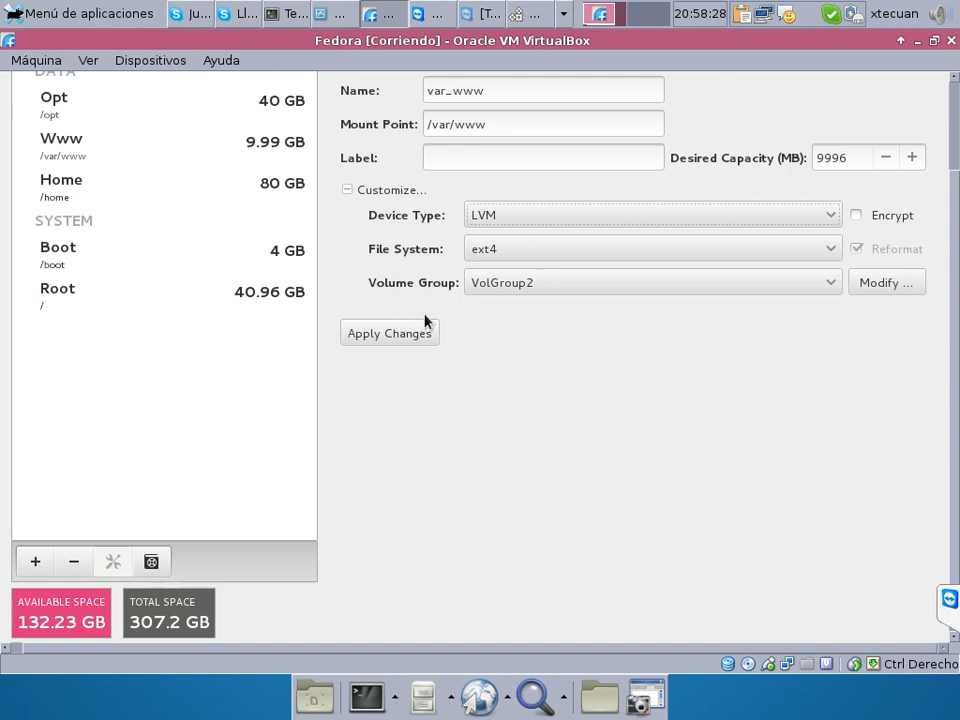 Menú de aplicaciones
Ju...
Ll...
Te...
...
...
...
[T...
...
20:58:28
xtecuan
Fedora [Corriendo] - Oracle VM VirtualBox
Máquina Ver Dispositivos Ayuda
DATA
Opt 40 GB
/opt
Www 9.99 GB
/var/www
Home 80 GB
/home
SYSTEM
Boot 4 GB
/boot
Root 40.96 GB
/
Name: var_www
Mount Point: /var/www
Label: Desired Capacity (MB): 9996
Customize...
Device Type: LVM Encrypt
File System: ext4 Reformat
Volume Group: VolGroup2 Modify ...
Apply Changes
+ −
AVAILABLE SPACE
132.23 GB
TOTAL SPACE
307.2 GB
Ctrl Derecho